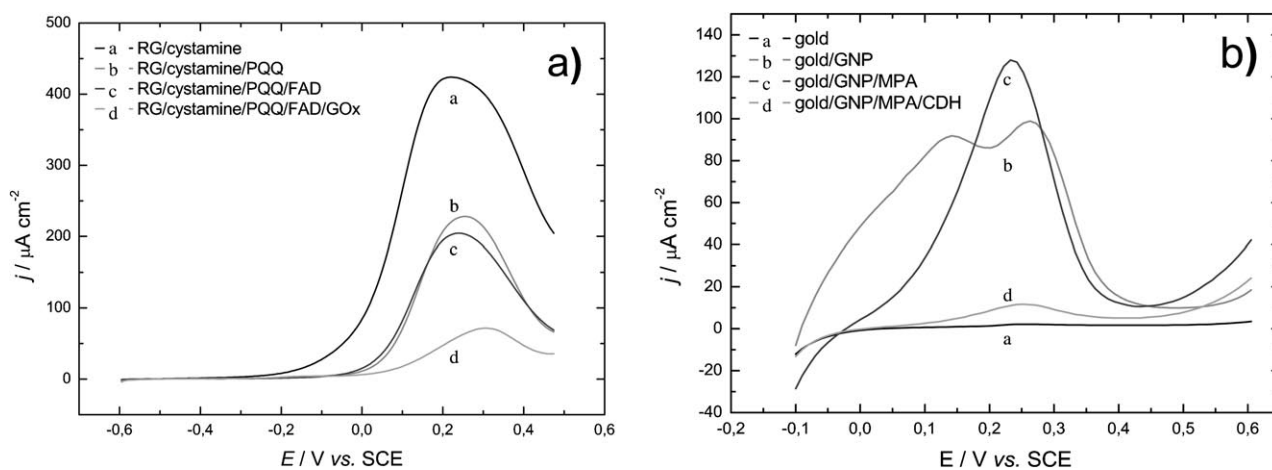 a)
a RG/cystamine
b RG/cystamine/PQQ
c RG/cystamine/PQQ/FAD
d RG/cystamine/PQQ/FAD/GOx
500
400
300
200
100
0
j / µA cm⁻²
a
b
c
d
-0,6 -0,4 -0,2 0,0 0,2 0,4 0,6
E / V vs. SCE
b)
a gold
b gold/GNP
c gold/GNP/MPA
d gold/GNP/MPA/CDH
140
120
100
80
60
40
20
0
-20
-40
j / µA cm⁻²
c
b
d
a
-0,2 -0,1 0,0 0,1 0,2 0,3 0,4 0,5 0,6
E / V vs. SCE